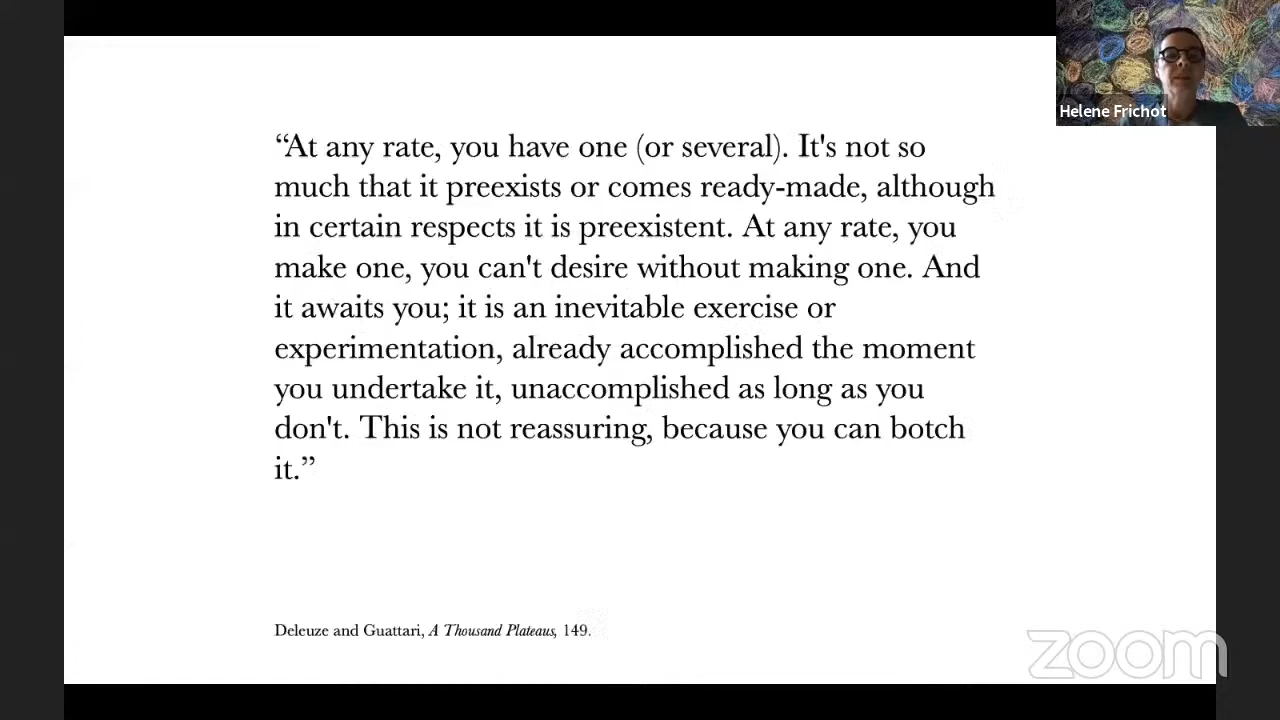 Helene Frichot
“At any rate, you have one (or several). It's not so
much that it preexists or comes ready-made, although
in certain respects it is preexistent. At any rate, you
make one, you can't desire without making one. And
it awaits you; it is an inevitable exercise or
experimentation, already accomplished the moment
you undertake it, unaccomplished as long as you
don't. This is not reassuring, because you can botch
it.”
Deleuze and Guattari, A Thousand Plateaus, 149.
zoom